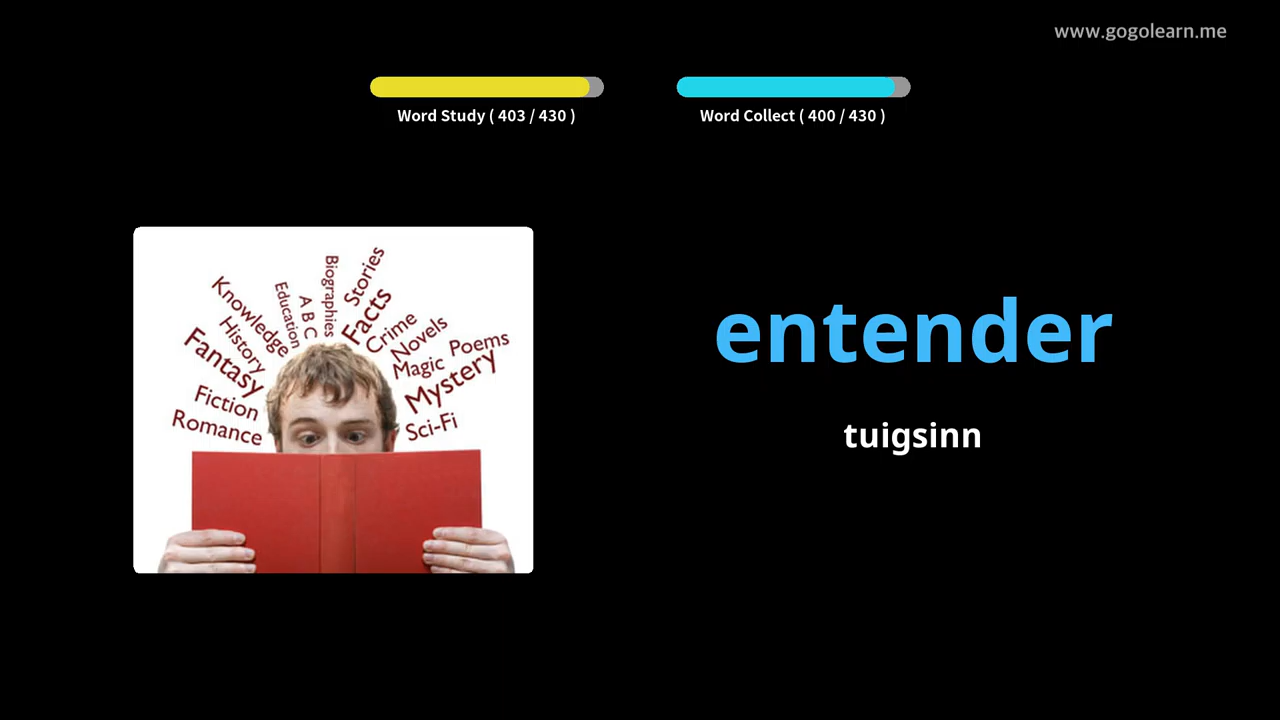 www.gogolearn.me
Word Study ( 403 / 430 )
Word Collect ( 400 / 430 )
Biographies
Stories
Knowledge
Education
A B C
Facts
History
Crime
Novels
Fantasy
Magic
Poems
Mystery
Fiction
Romance
Sci-Fi
entender
tuigsinn